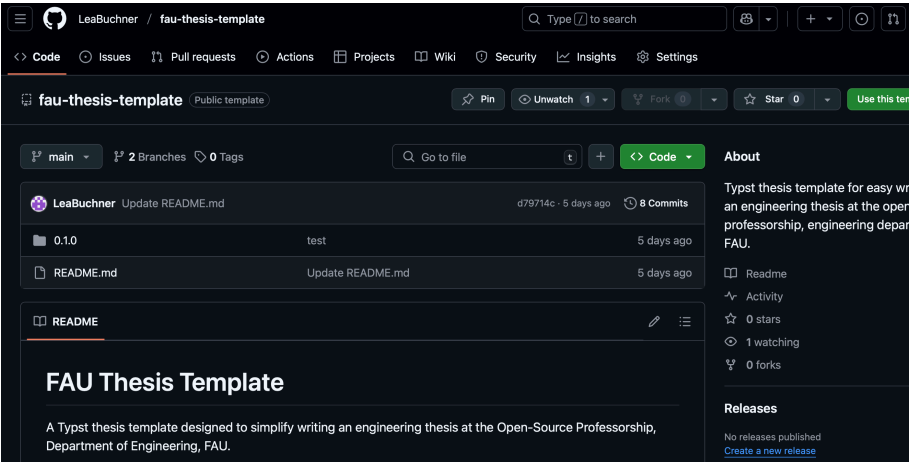 LeaBuchner / fau-thesis-template
Type / to search
Code
Issues
Pull requests
Actions
Projects
Wiki
Security
Insights
Settings
fau-thesis-template
Public template
Pin
Unwatch 1
Fork 0
Star 0
Use this ter
main
2 Branches
0 Tags
Go to file
t
Code
About
Typst thesis template for easy wr
an engineering thesis at the oper
professorship, engineering depar
FAU.
LeaBuchner Update README.md
d79714c · 5 days ago
8 Commits
0.1.0 test 5 days ago
README.md Update README.md 5 days ago
Readme
Activity
0 stars
1 watching
0 forks
README
FAU Thesis Template
A Typst thesis template designed to simplify writing an engineering thesis at the Open-Source Professorship,
Department of Engineering, FAU.
Releases
No releases published
Create a new release